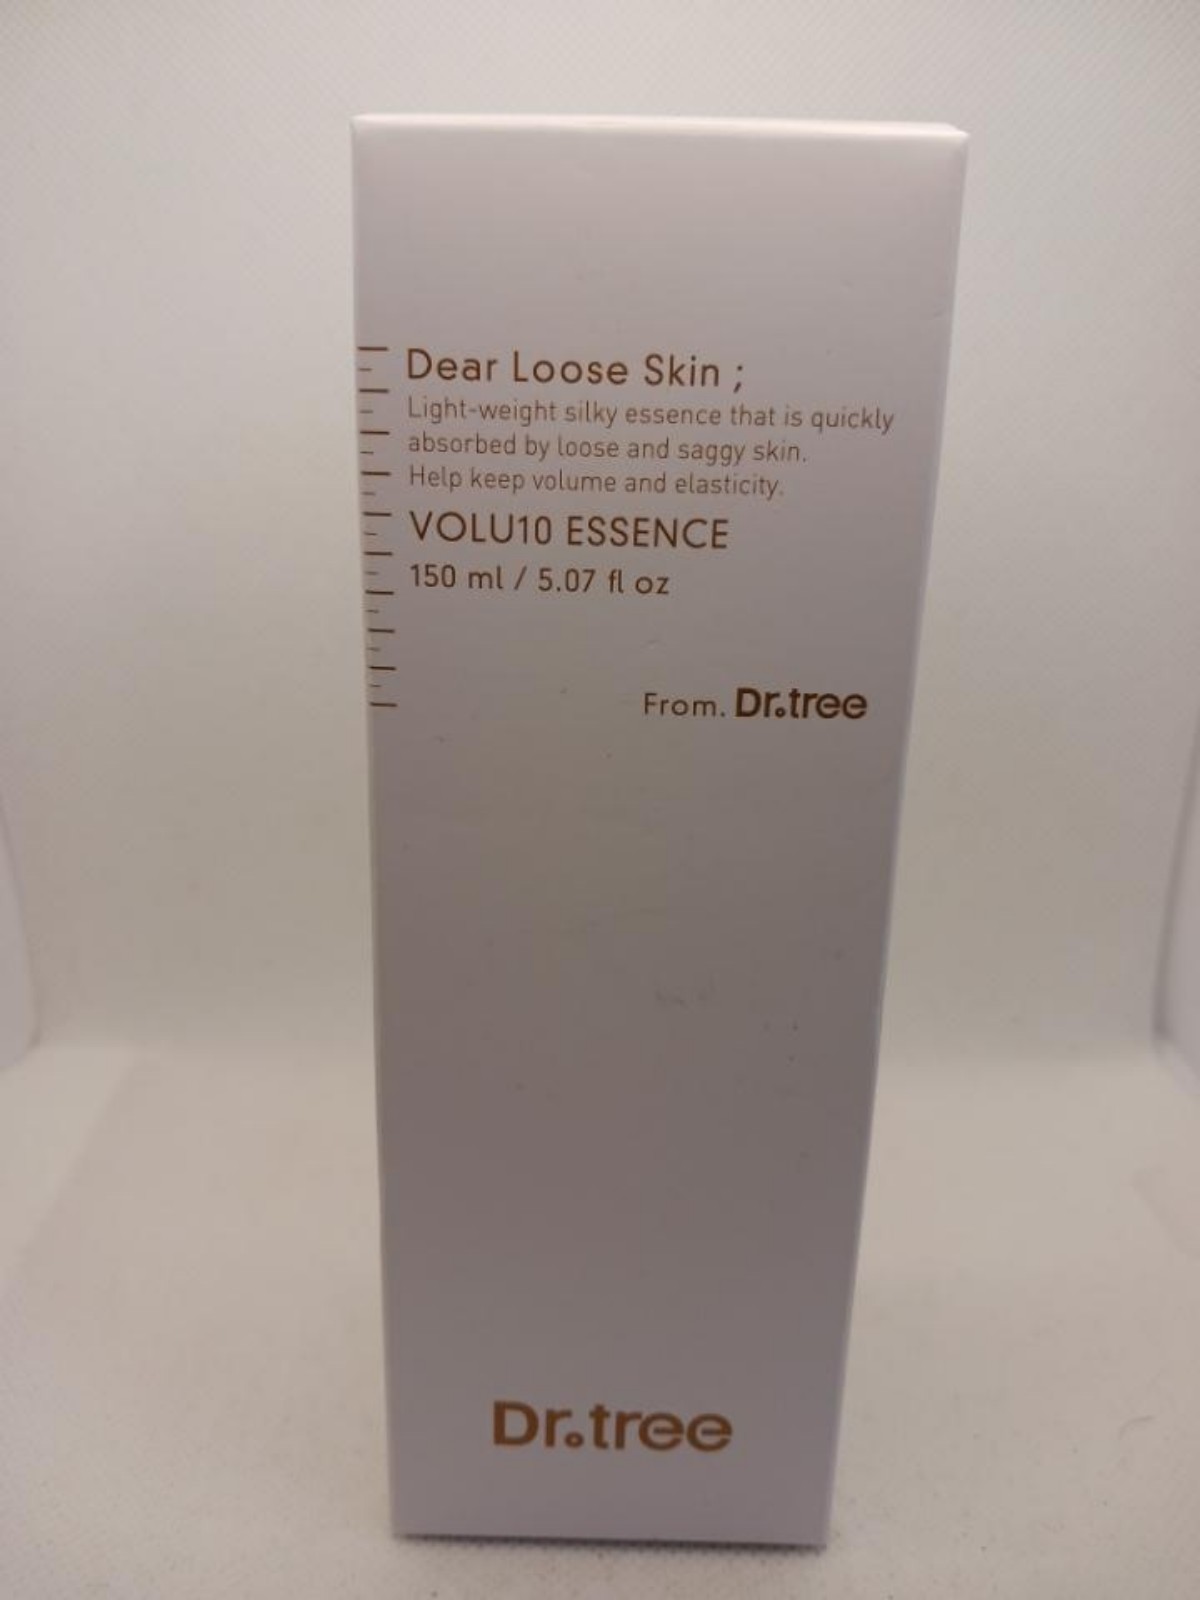 Dear Loose Skin ;
Light-weight silky essence that is quickly
absorbed by loose and saggy skin.
Help keep volume and elasticity.
VOLU10 ESSENCE
150 ml / 5.07 fl oz
From. Dr.tree
Dr.tree